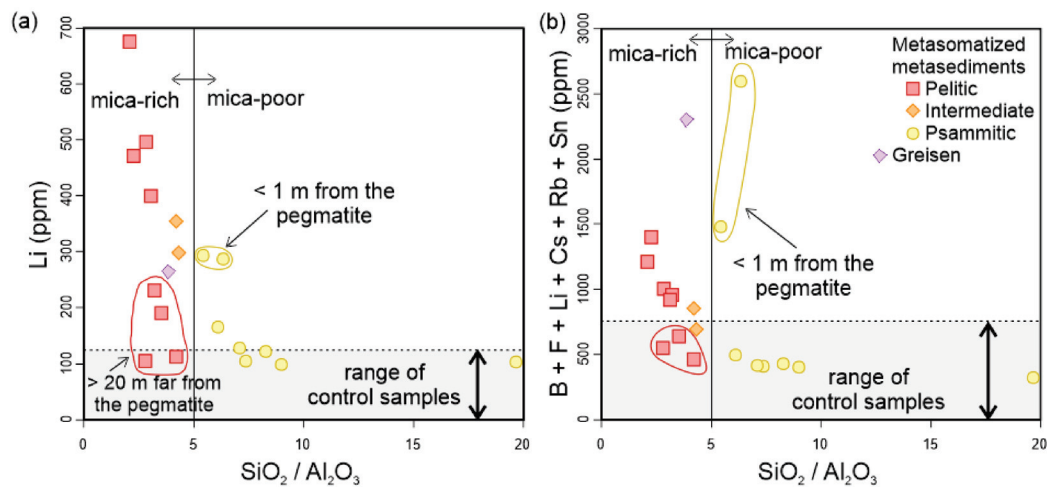 (a)
700
600
500
400
300
200
100
0
Li (ppm)
mica-rich
mica-poor
< 1 m from the
pegmatite
> 20 m far from
the pegmatite
range of
control samples
0
5
10
15
20
SiO₂ / Al₂O₃
(b)
3000
2500
2000
1500
1000
500
0
B + F + Li + Cs + Rb + Sn (ppm)
mica-rich
mica-poor
Metasomatized
metasediments
Pelitic
Intermediate
Psammitic
Greisen
< 1 m from the
pegmatite
range of
control samples
0
5
10
15
20
SiO₂ / Al₂O₃